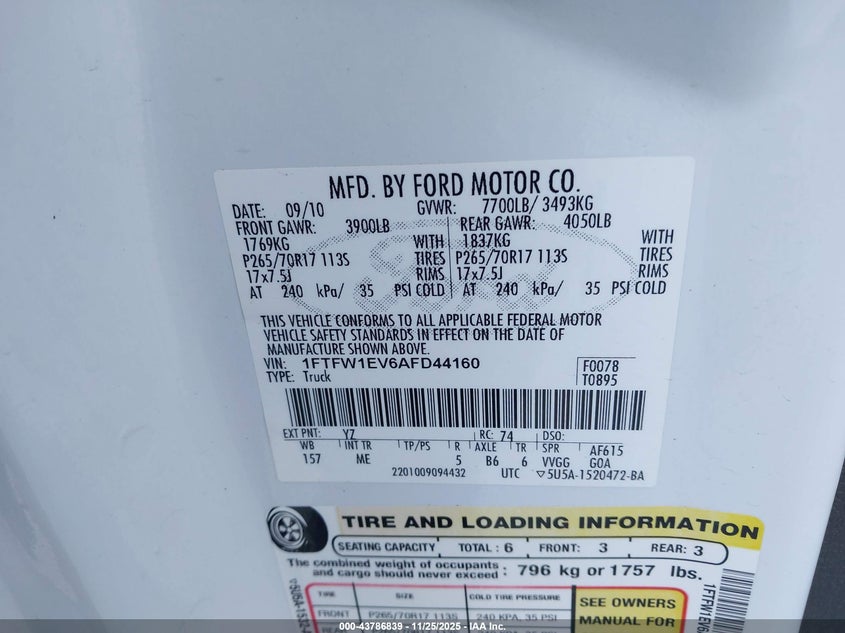 MFD. BY FORD MOTOR CO.
DATE: 09/10 GVWR: 7700LB/ 3493KG
FRONT GAWR: 3900LB REAR GAWR: 4050LB
1769KG WITH 1837KG WITH
P265/70R17 113S TIRES P265/70R17 113S TIRES
17x7.5J RIMS 17x7.5J RIMS
AT 240 kPa/ 35 PSI COLD AT 240 kPa/ 35 PSI COLD
THIS VEHICLE CONFORMS TO ALL APPLICABLE FEDERAL MOTOR
VEHICLE SAFETY STANDARDS IN EFFECT ON THE DATE OF
MANUFACTURE SHOWN ABOVE.
VIN: 1FTFW1EV6AFD44160 F0078
TYPE: Truck T0895
EXT PNT: YZ RC: 74 DSO:
WB INT TR TP/PS R AXLE TR SPR AF615
157 ME 5 B6 6 VVGG GOA
2201009094432 UTC ▽5U5A-1520472-BA
TIRE AND LOADING INFORMATION
SEATING CAPACITY TOTAL : 6 FRONT: 3 REAR: 3
The combined weight of occupants and cargo should never exceed : 796 kg or 1757 lbs.
TIRE SIZE COLD TIRE PRESSURE SEE OWNERS
FRONT P265/70R17 113S 240 KPA, 35 PSI MANUAL FOR
000-43786839 - 11/25/2025 - IAA Inc.